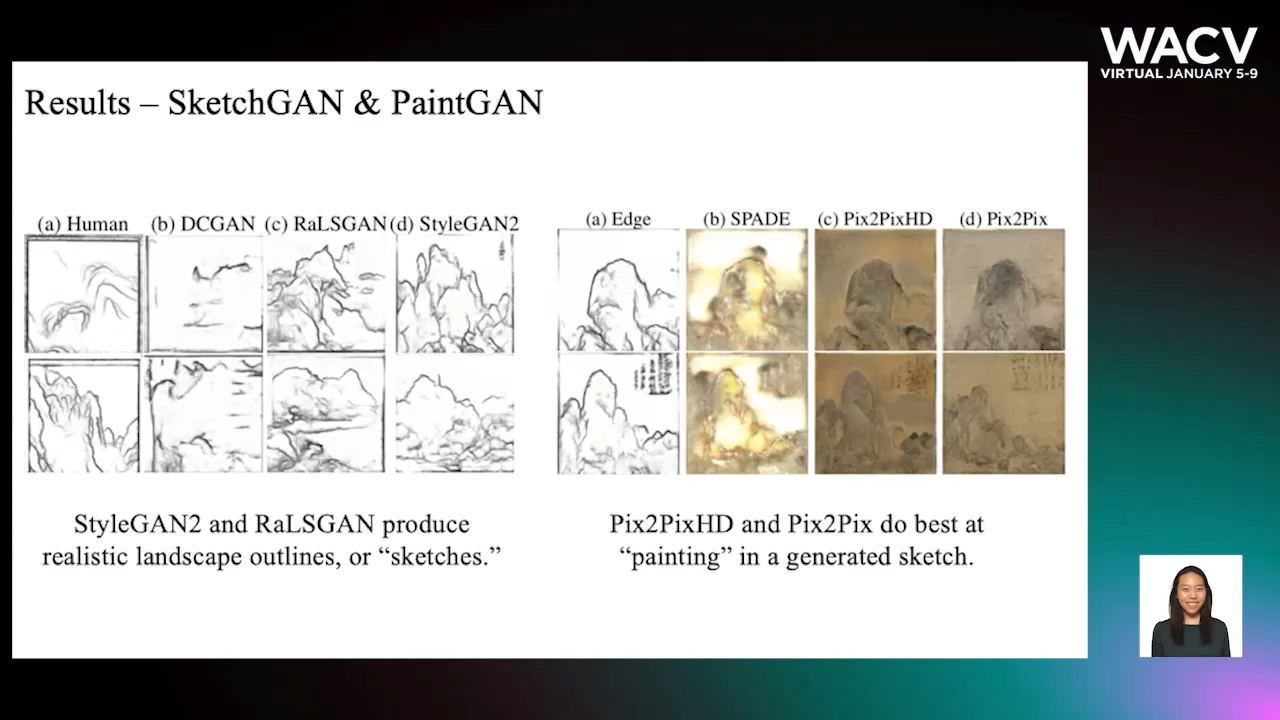 WACV
VIRTUAL JANUARY 5-9
Results – SketchGAN & PaintGAN
(a) Human (b) DCGAN (c) RaLSGAN (d) StyleGAN2
(a) Edge (b) SPADE (c) Pix2PixHD (d) Pix2Pix
StyleGAN2 and RaLSGAN produce
realistic landscape outlines, or “sketches.”
Pix2PixHD and Pix2Pix do best at
“painting” in a generated sketch.